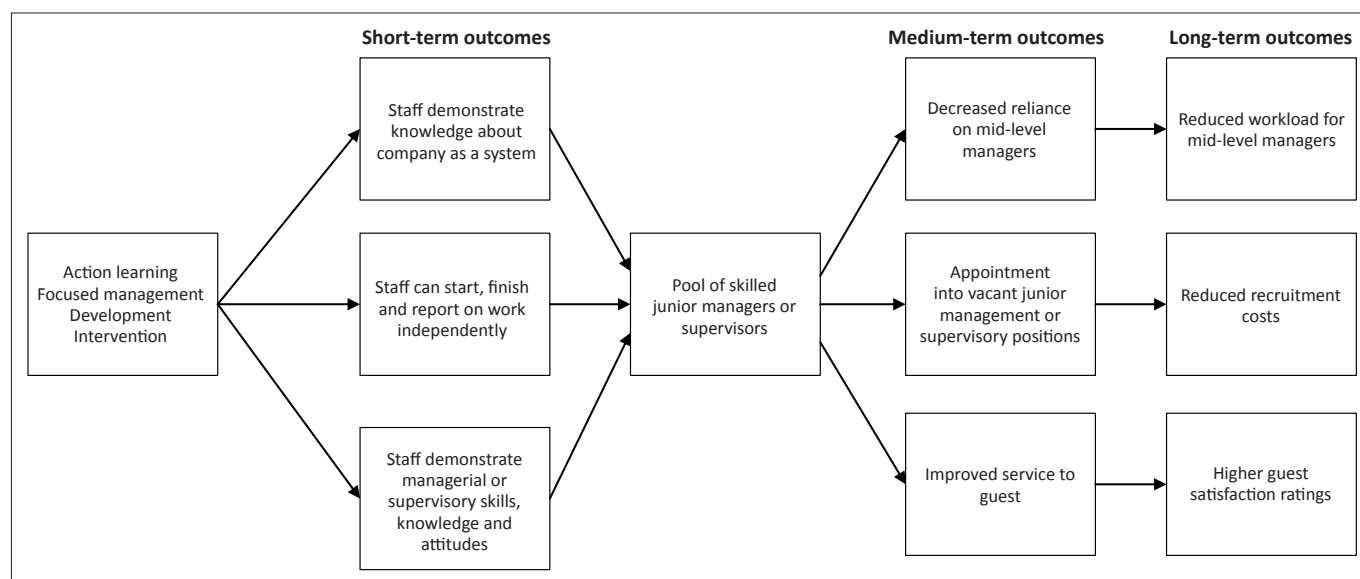 Short-term outcomes
Medium-term outcomes
Long-term outcomes
Staff demonstrate
knowledge about
company as a system
Decreased reliance
on mid-level
managers
Reduced workload for
mid-level managers
Action learning
Focused management
Development
Intervention
Staff can start, finish
and report on work
independently
Pool of skilled
junior managers or
supervisors
Appointment
into vacant junior
management or
supervisory positions
Reduced recruitment
costs
Staff demonstrate
managerial or
supervisory skills,
knowledge and
attitudes
Improved service to
guest
Higher guest
satisfaction ratings